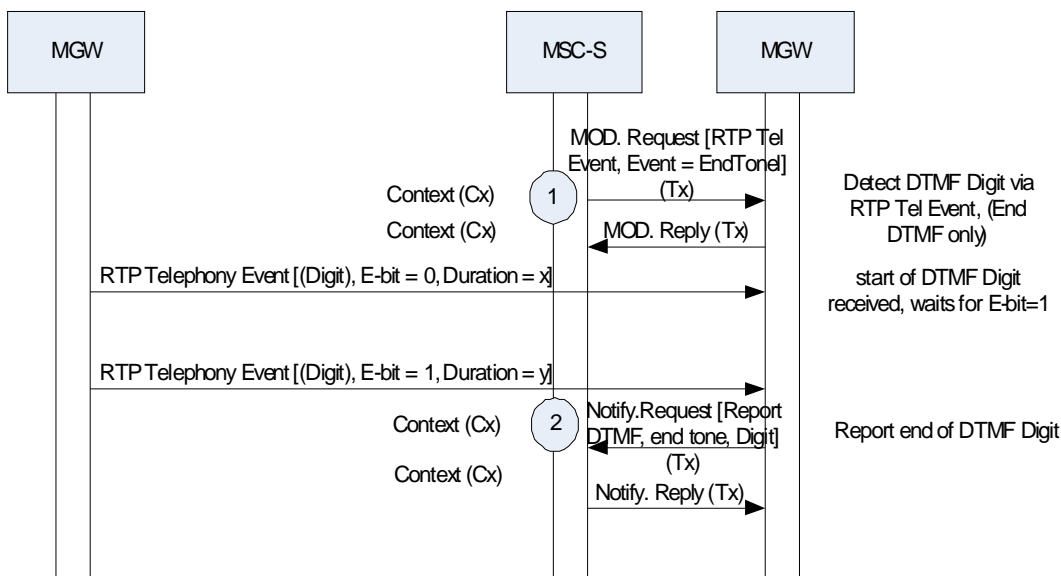 MGW
MSC-S
MGW
MOD. Request [RTP Tel
Event, Event = EndTonel]
(Tx)
Context (Cx)
1
Detect DTMF Digit via
RTP Tel Event, (End
DTMF only)
Context (Cx)
MOD. Reply (Tx)
RTP Telephony Event [(Digit), E-bit = 0, Duration = x]
start of DTMF Digit
received, waits for E-bit=1
RTP Telephony Event [(Digit), E-bit = 1, Duration = y]
Context (Cx)
2
Notify.Request [Report
DTMF, end tone, Digit]
(Tx)
Report end of DTMF Digit
Context (Cx)
Notify. Reply (Tx)